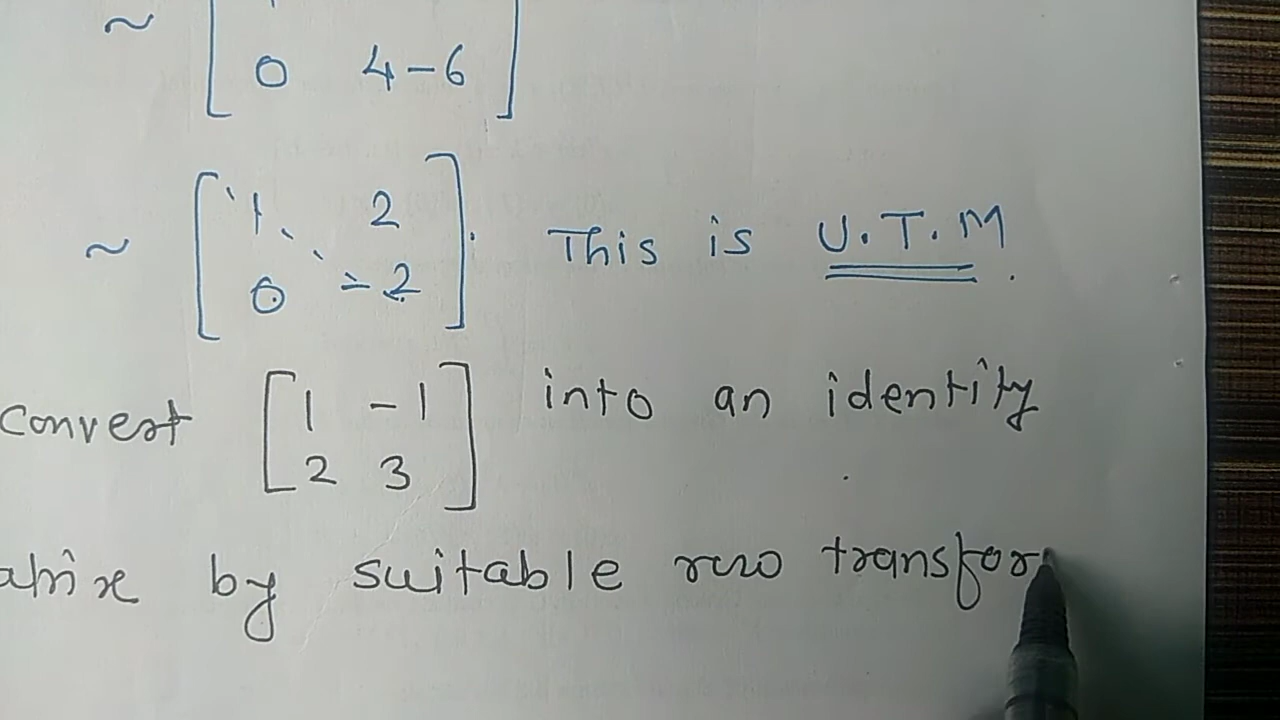 ~ [ 0 4-6 ]
~ [ 1 2
0 -2 ]. This is U.T.M.
Convert [ 1 -1
2 3 ] into an identity
atrix by suitable row transfor